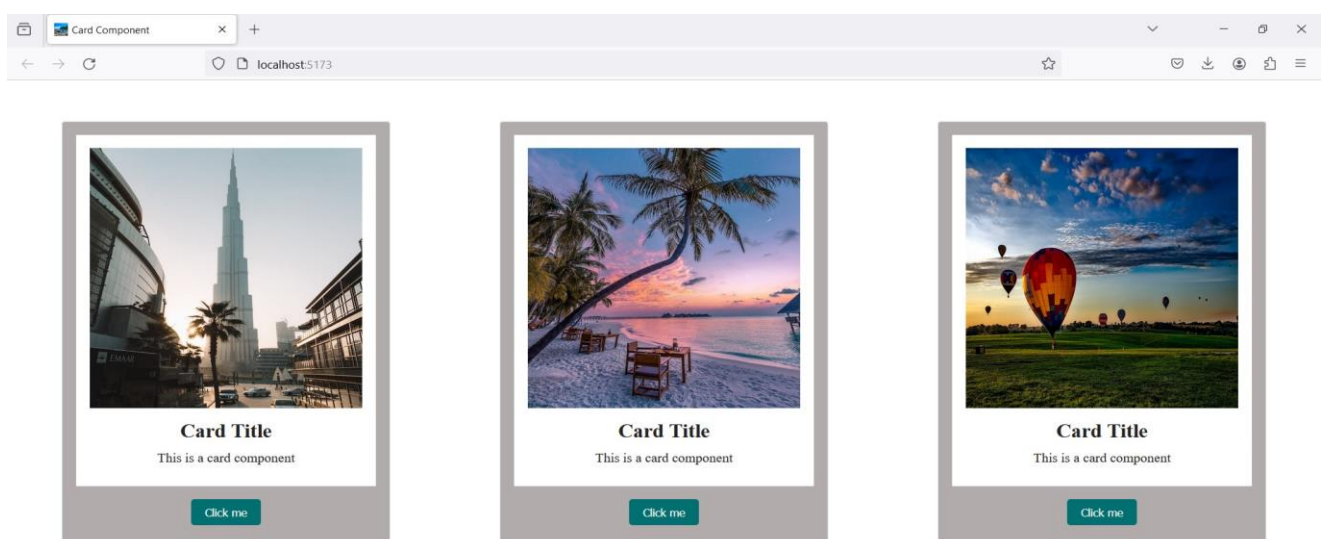 Card Component
localhost:5173
EMAAR
Card Title
This is a card component
Click me
Card Title
This is a card component
Click me
Card Title
This is a card component
Click me